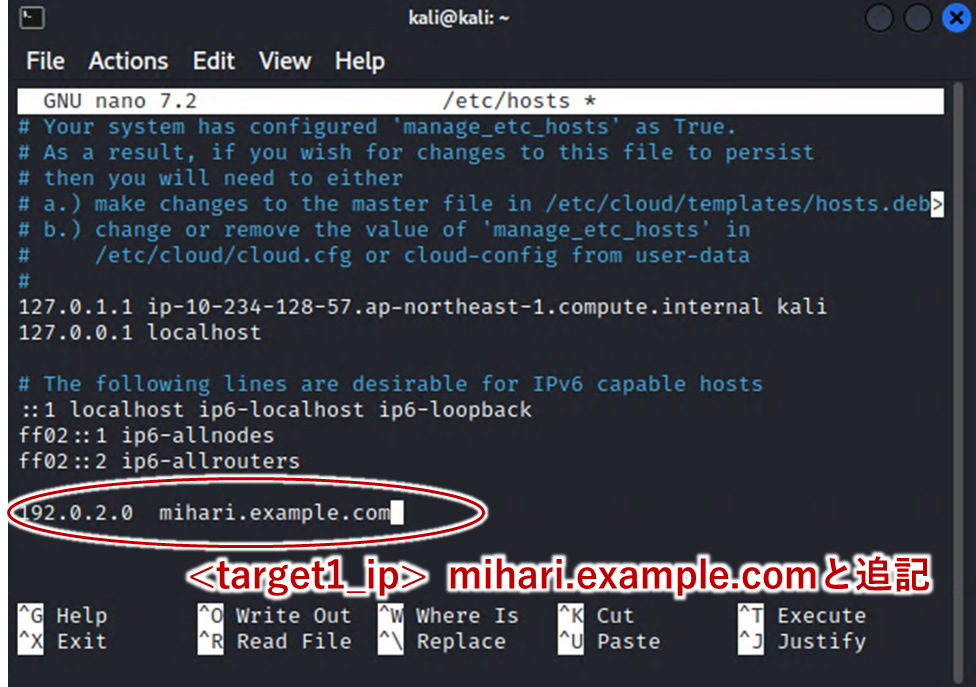 kali@kali: ~
File Actions Edit View Help
GNU nano 7.2 /etc/hosts *
# Your system has configured 'manage_etc_hosts' as True.
# As a result, if you wish for changes to this file to persist
# then you will need to either
# a.) make changes to the master file in /etc/cloud/templates/hosts.deb>
# b.) change or remove the value of 'manage_etc_hosts' in
#     /etc/cloud/cloud.cfg or cloud-config from user-data
#
127.0.1.1 ip-10-234-128-57.ap-northeast-1.compute.internal kali
127.0.0.1 localhost
# The following lines are desirable for IPv6 capable hosts
::1 localhost ip6-localhost ip6-loopback
ff02::1 ip6-allnodes
ff02::2 ip6-allrouters
192.0.2.0  mihari.example.com
<target1_ip> mihari.example.comと追記
^G Help ^O Write Out ^W Where Is ^K Cut ^T Execute
^X Exit ^R Read File ^\ Replace ^U Paste ^J Justify